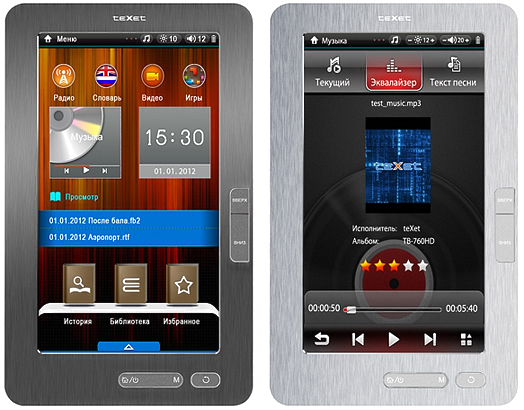 teXet
Меню
10
12
Радио
Словарь
Видео
Игры
Музыка
15:30
01.01.2012
Просмотр
01.01.2012 После бала.fb2
01.01.2012 Аэропорт.rtf
История
Библиотека
Избранное
ВВЕРХ
ВНИЗ
M
teXet
Музыка
- 12 +
- 20 +
Текущий
Эквалайзер
Текст песни
test_music.mp3
teXet
Исполнитель: teXet
Альбом: TB-760HD
00:00:50
00:05:40
ВВЕРХ
ВНИЗ
M